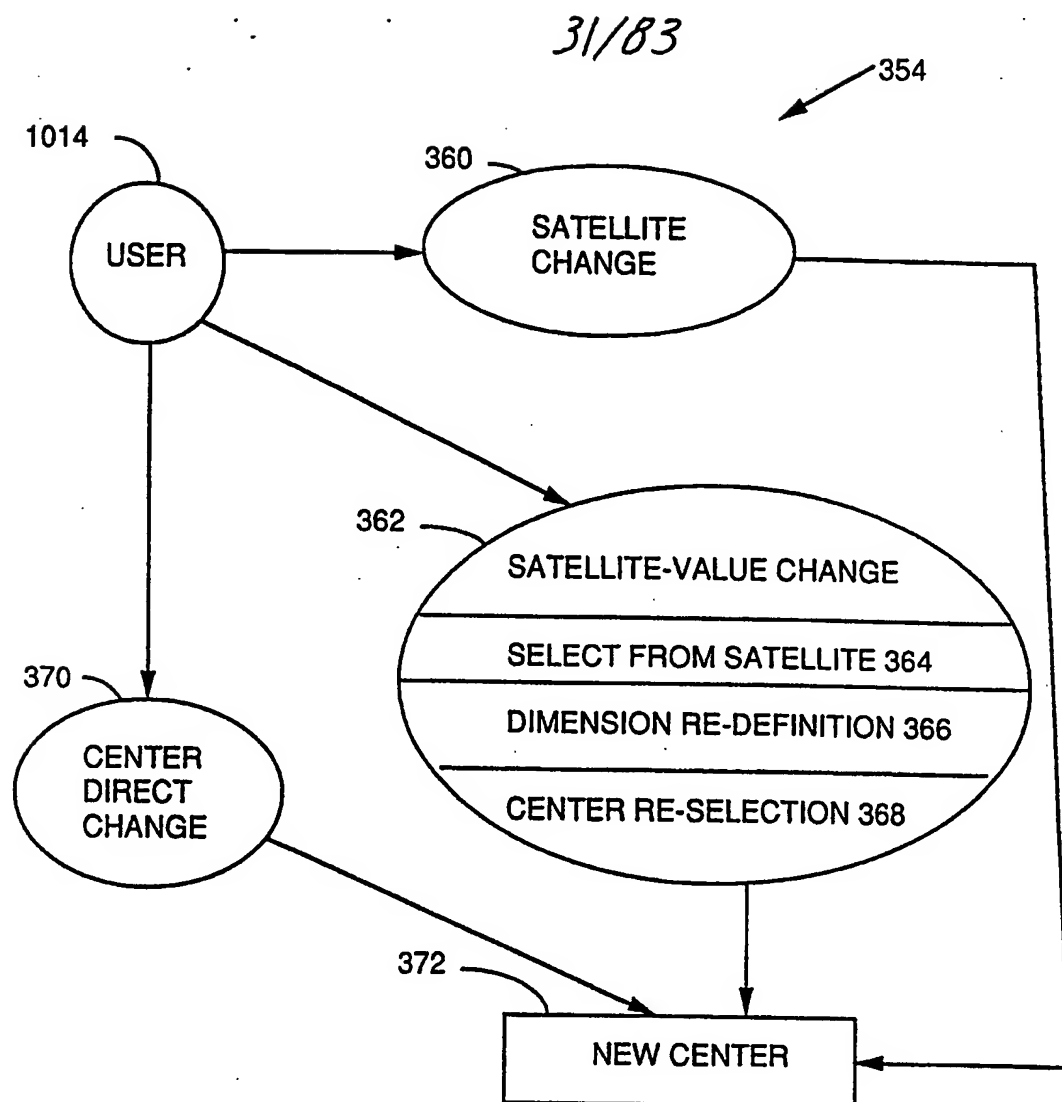 31/83
354
1014
360
USER
SATELLITE
CHANGE
362
SATELLITE-VALUE CHANGE
SELECT FROM SATELLITE 364
370
DIMENSION RE-DEFINITION 366
CENTER
DIRECT
CHANGE
CENTER RE-SELECTION 368
372
NEW CENTER